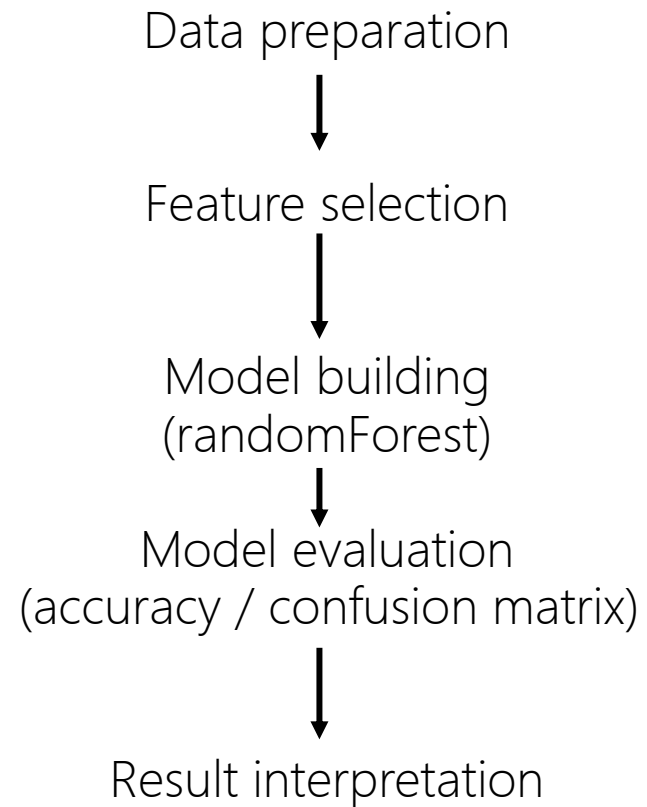 Data preparation
Feature selection
Model building
(randomForest)
Model evaluation
(accuracy / confusion matrix)
Result interpretation